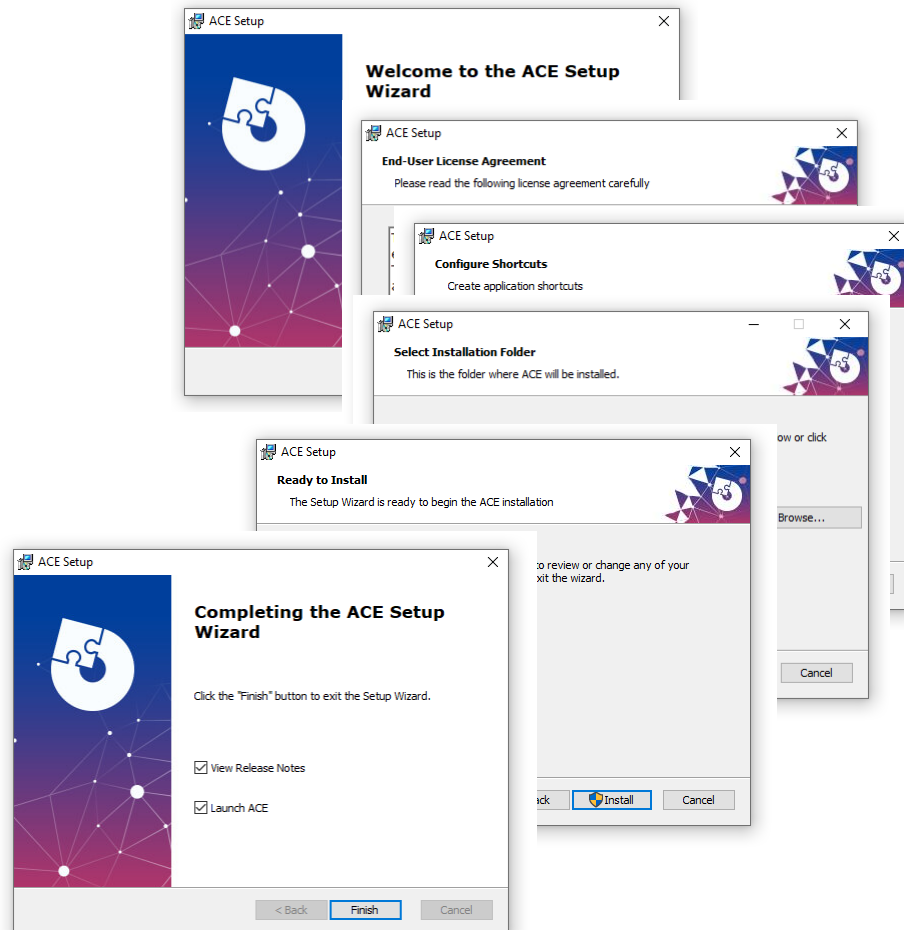 ACE Setup
Welcome to the ACE Setup
Wizard
ACE Setup
End-User License Agreement
Please read the following license agreement carefully
ACE Setup
Configure Shortcuts
Create application shortcuts
ACE Setup
Select Installation Folder
This is the folder where ACE will be installed.
or click
Browse...
Cancel
ACE Setup
Ready to Install
The Setup Wizard is ready to begin the ACE installation
to review or change any of your
the wizard.
Install
Cancel
ACE Setup
Completing the ACE Setup
Wizard
Click the "Finish" button to exit the Setup Wizard.
View Release Notes
Launch ACE
< Back
Finish
Cancel